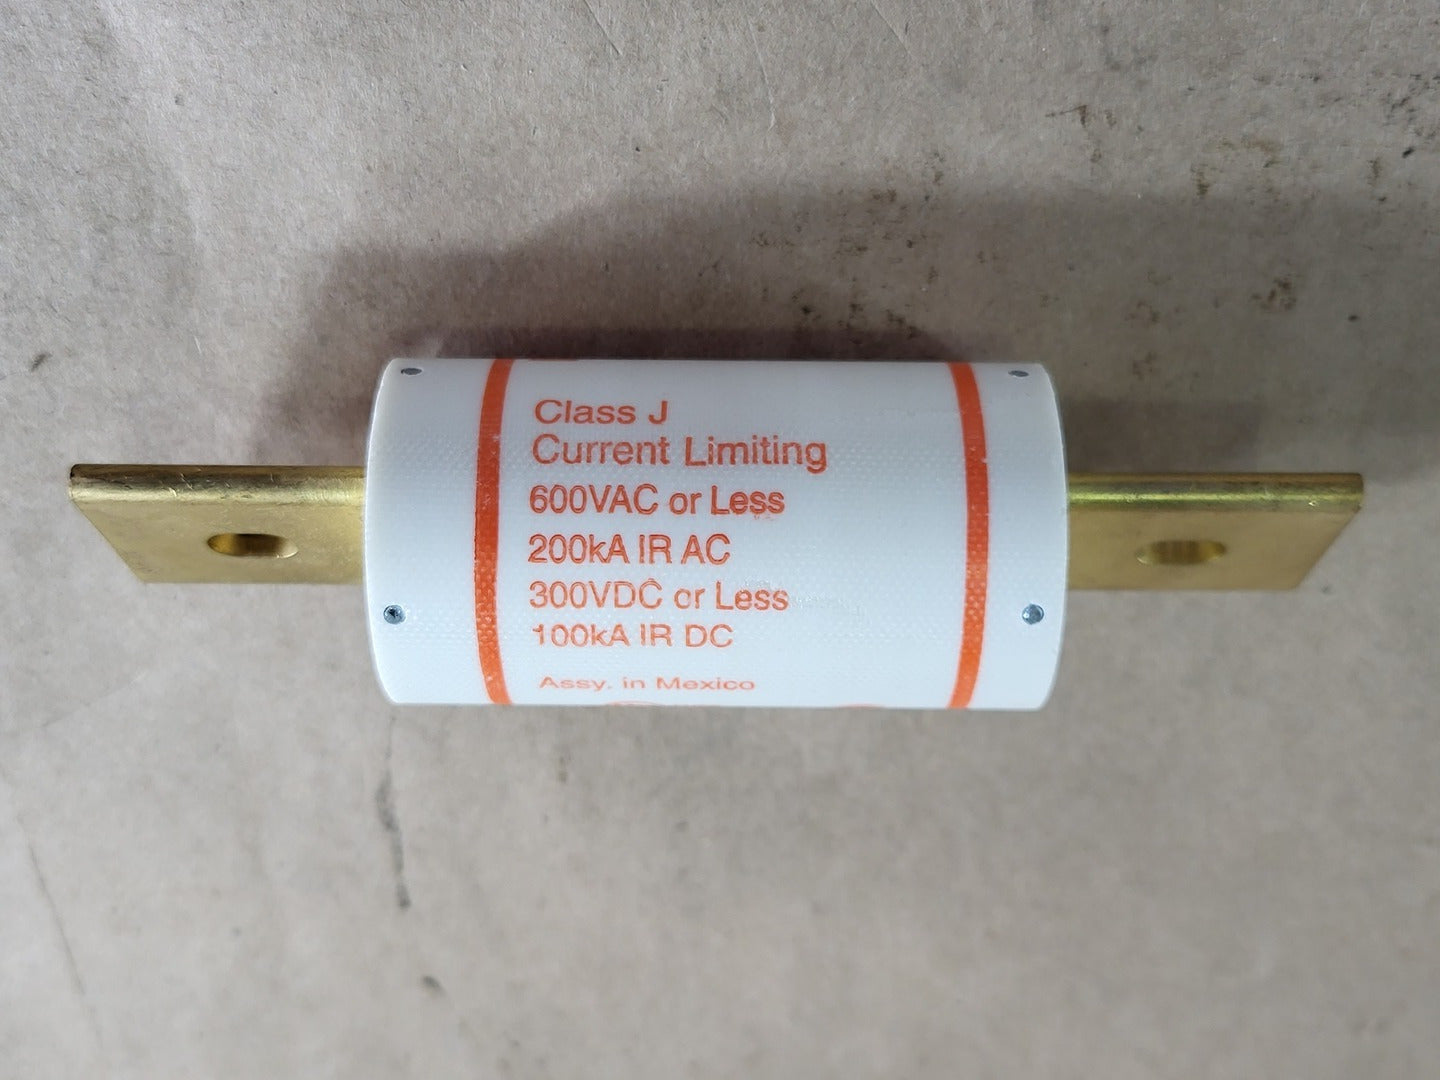 Class J
Current Limiting
600VAC or Less
200kA IR AC
300VDC or Less
100kA IR DC
Assy. in Mexico